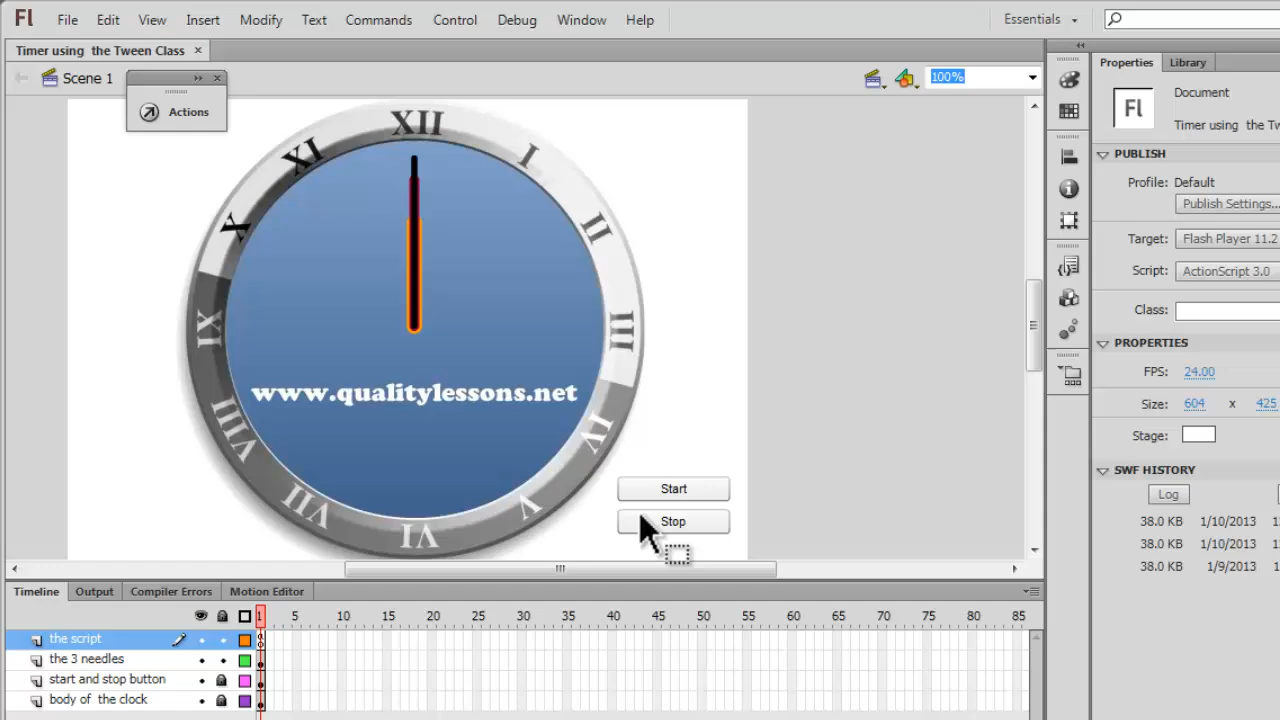 Fl File Edit View Insert Modify Text Commands Control Debug Window Help Essentials
Timer using the Tween Class ×
Scene 1
100%
Actions
XII
I
II
III
IV
V
VI
VII
VIII
IX
X
XI
www.qualitylessons.net
Start
Stop
Properties Library
Fl
Document
Timer using the Tw
PUBLISH
Profile: Default
Publish Settings...
Target: Flash Player 11.2
Script: ActionScript 3.0
Class:
PROPERTIES
FPS: 24.00
Size: 604 x 425
Stage:
SWF HISTORY
Log
38.0 KB 1/10/2013
38.0 KB 1/10/2013
38.0 KB 1/9/2013
Timeline Output Compiler Errors Motion Editor
1 5 10 15 20 25 30 35 40 45 50 55 60 65 70 75 80 85
the script
the 3 needles
start and stop button
body of the clock